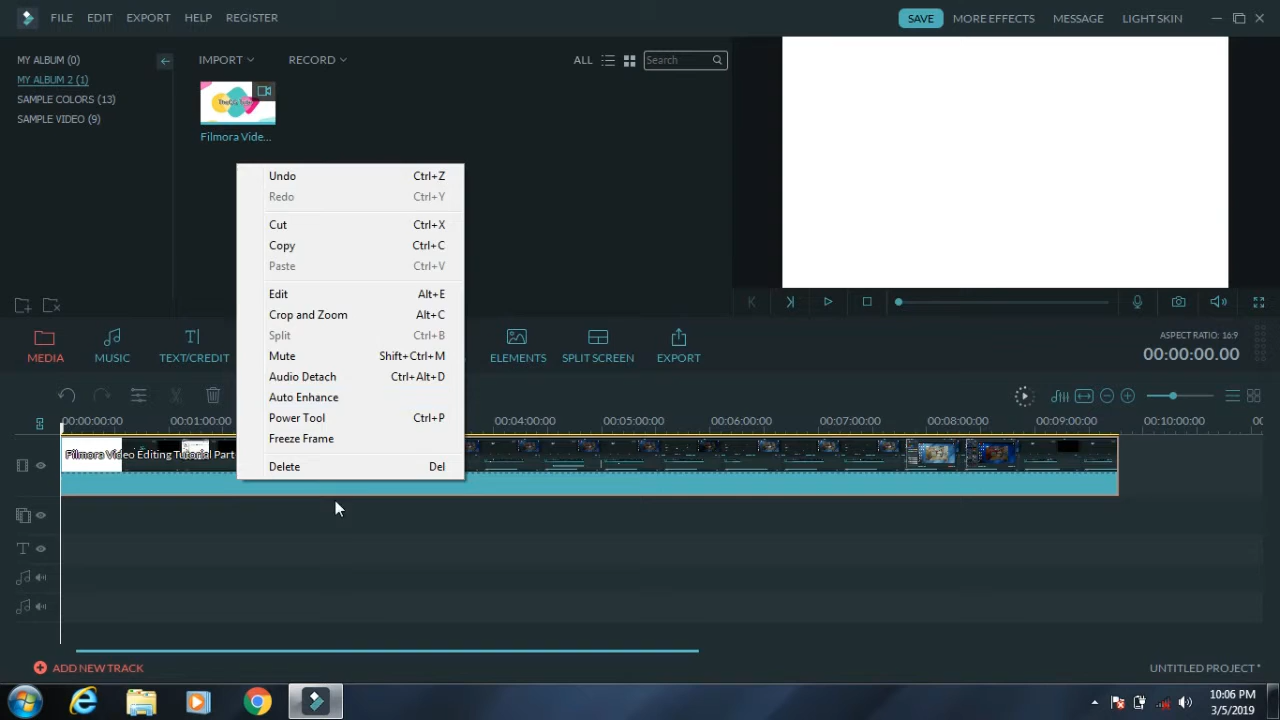 FILE EDIT EXPORT HELP REGISTER SAVE MORE EFFECTS MESSAGE LIGHT SKIN
MY ALBUM (0)
MY ALBUM 2 (1)
SAMPLE COLORS (13)
SAMPLE VIDEO (9)
IMPORT RECORD ALL Search
Filmora Vide...
Undo Ctrl+Z
Redo Ctrl+Y
Cut Ctrl+X
Copy Ctrl+C
Paste Ctrl+V
Edit Alt+E
Crop and Zoom Alt+C
Split Ctrl+B
Mute Shift+Ctrl+M
Audio Detach Ctrl+Alt+D
Auto Enhance
Power Tool Ctrl+P
Freeze Frame
Delete Del
MEDIA MUSIC TEXT/CREDIT ELEMENTS SPLIT SCREEN EXPORT
ASPECT RATIO: 16:9
00:00:00.00
00:00:00:00 00:01:00:00 00:04:00:00 00:05:00:00 00:06:00:00 00:07:00:00 00:08:00:00 00:09:00:00 00:10:00:00
Filmora Video Editing Tutorial Part
ADD NEW TRACK
UNTITLED PROJECT *
10:06 PM
3/5/2019